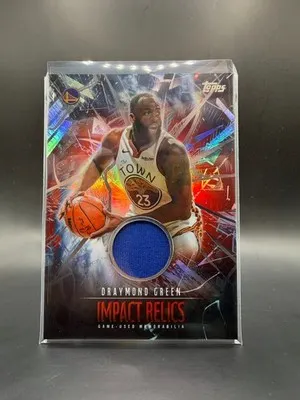 Topps
TOWN
23
DRAYMOND GREEN
IMPACT RELICS
GAME-USED MEMORABILIA